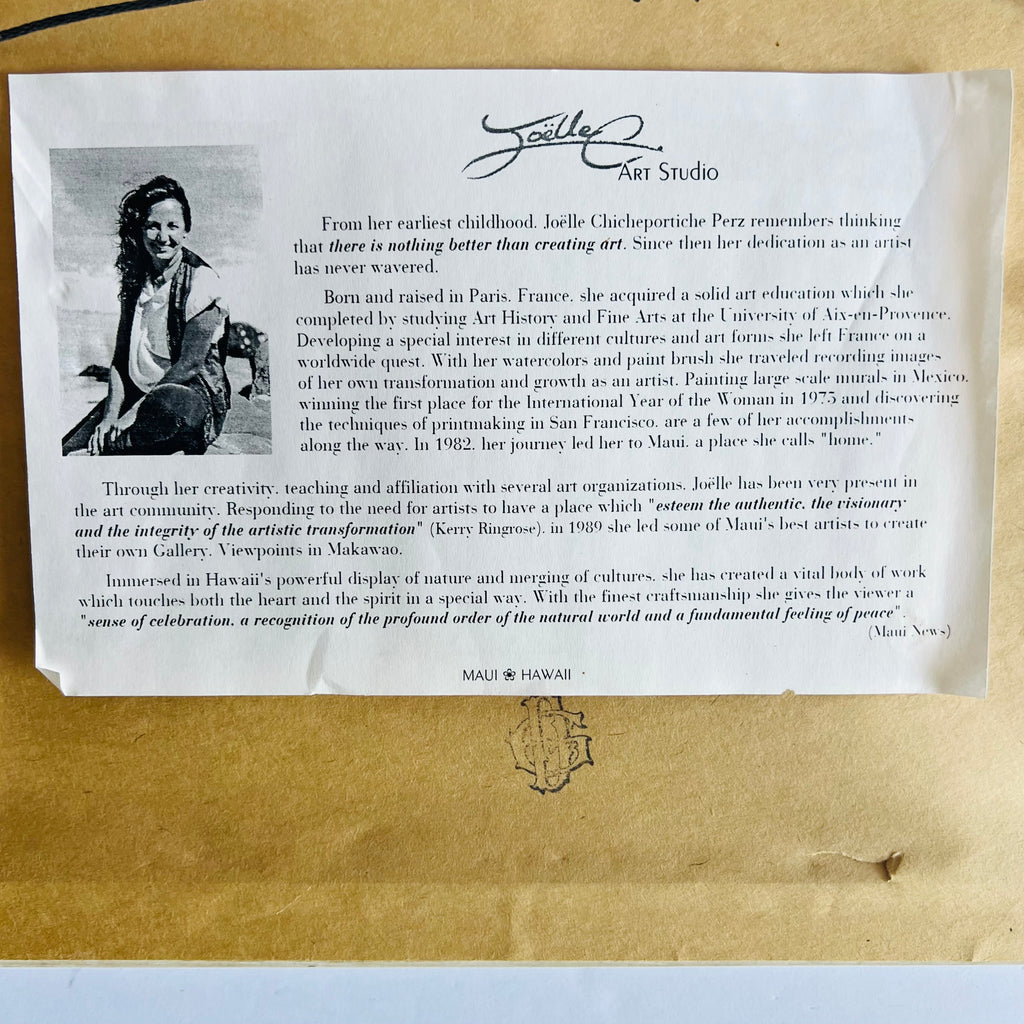 Joëlle C
Art Studio
From her earliest childhood, Joëlle Chicheportiche Perz remembers thinking
that there is nothing better than creating art. Since then her dedication as an artist
has never wavered.
Born and raised in Paris, France, she acquired a solid art education which she
completed by studying Art History and Fine Arts at the University of Aix-en-Provence.
Developing a special interest in different cultures and art forms she left France on a
worldwide quest. With her watercolors and paint brush she traveled recording images
of her own transformation and growth as an artist. Painting large scale murals in Mexico,
winning the first place for the International Year of the Woman in 1975 and discovering
the techniques of printmaking in San Francisco, are a few of her accomplishments
along the way. In 1982, her journey led her to Maui, a place she calls "home."
Through her creativity, teaching and affiliation with several art organizations, Joëlle has been very present in
the art community. Responding to the need for artists to have a place which "esteem the authentic, the visionary
and the integrity of the artistic transformation" (Kerry Ringrose), in 1989 she led some of Maui's best artists to create
their own Gallery, Viewpoints in Makawao.
Immersed in Hawaii's powerful display of nature and merging of cultures, she has created a vital body of work
which touches both the heart and the spirit in a special way. With the finest craftsmanship she gives the viewer a
"sense of celebration, a recognition of the profound order of the natural world and a fundamental feeling of peace".
(Maui News)
MAUI ❀ HAWAII